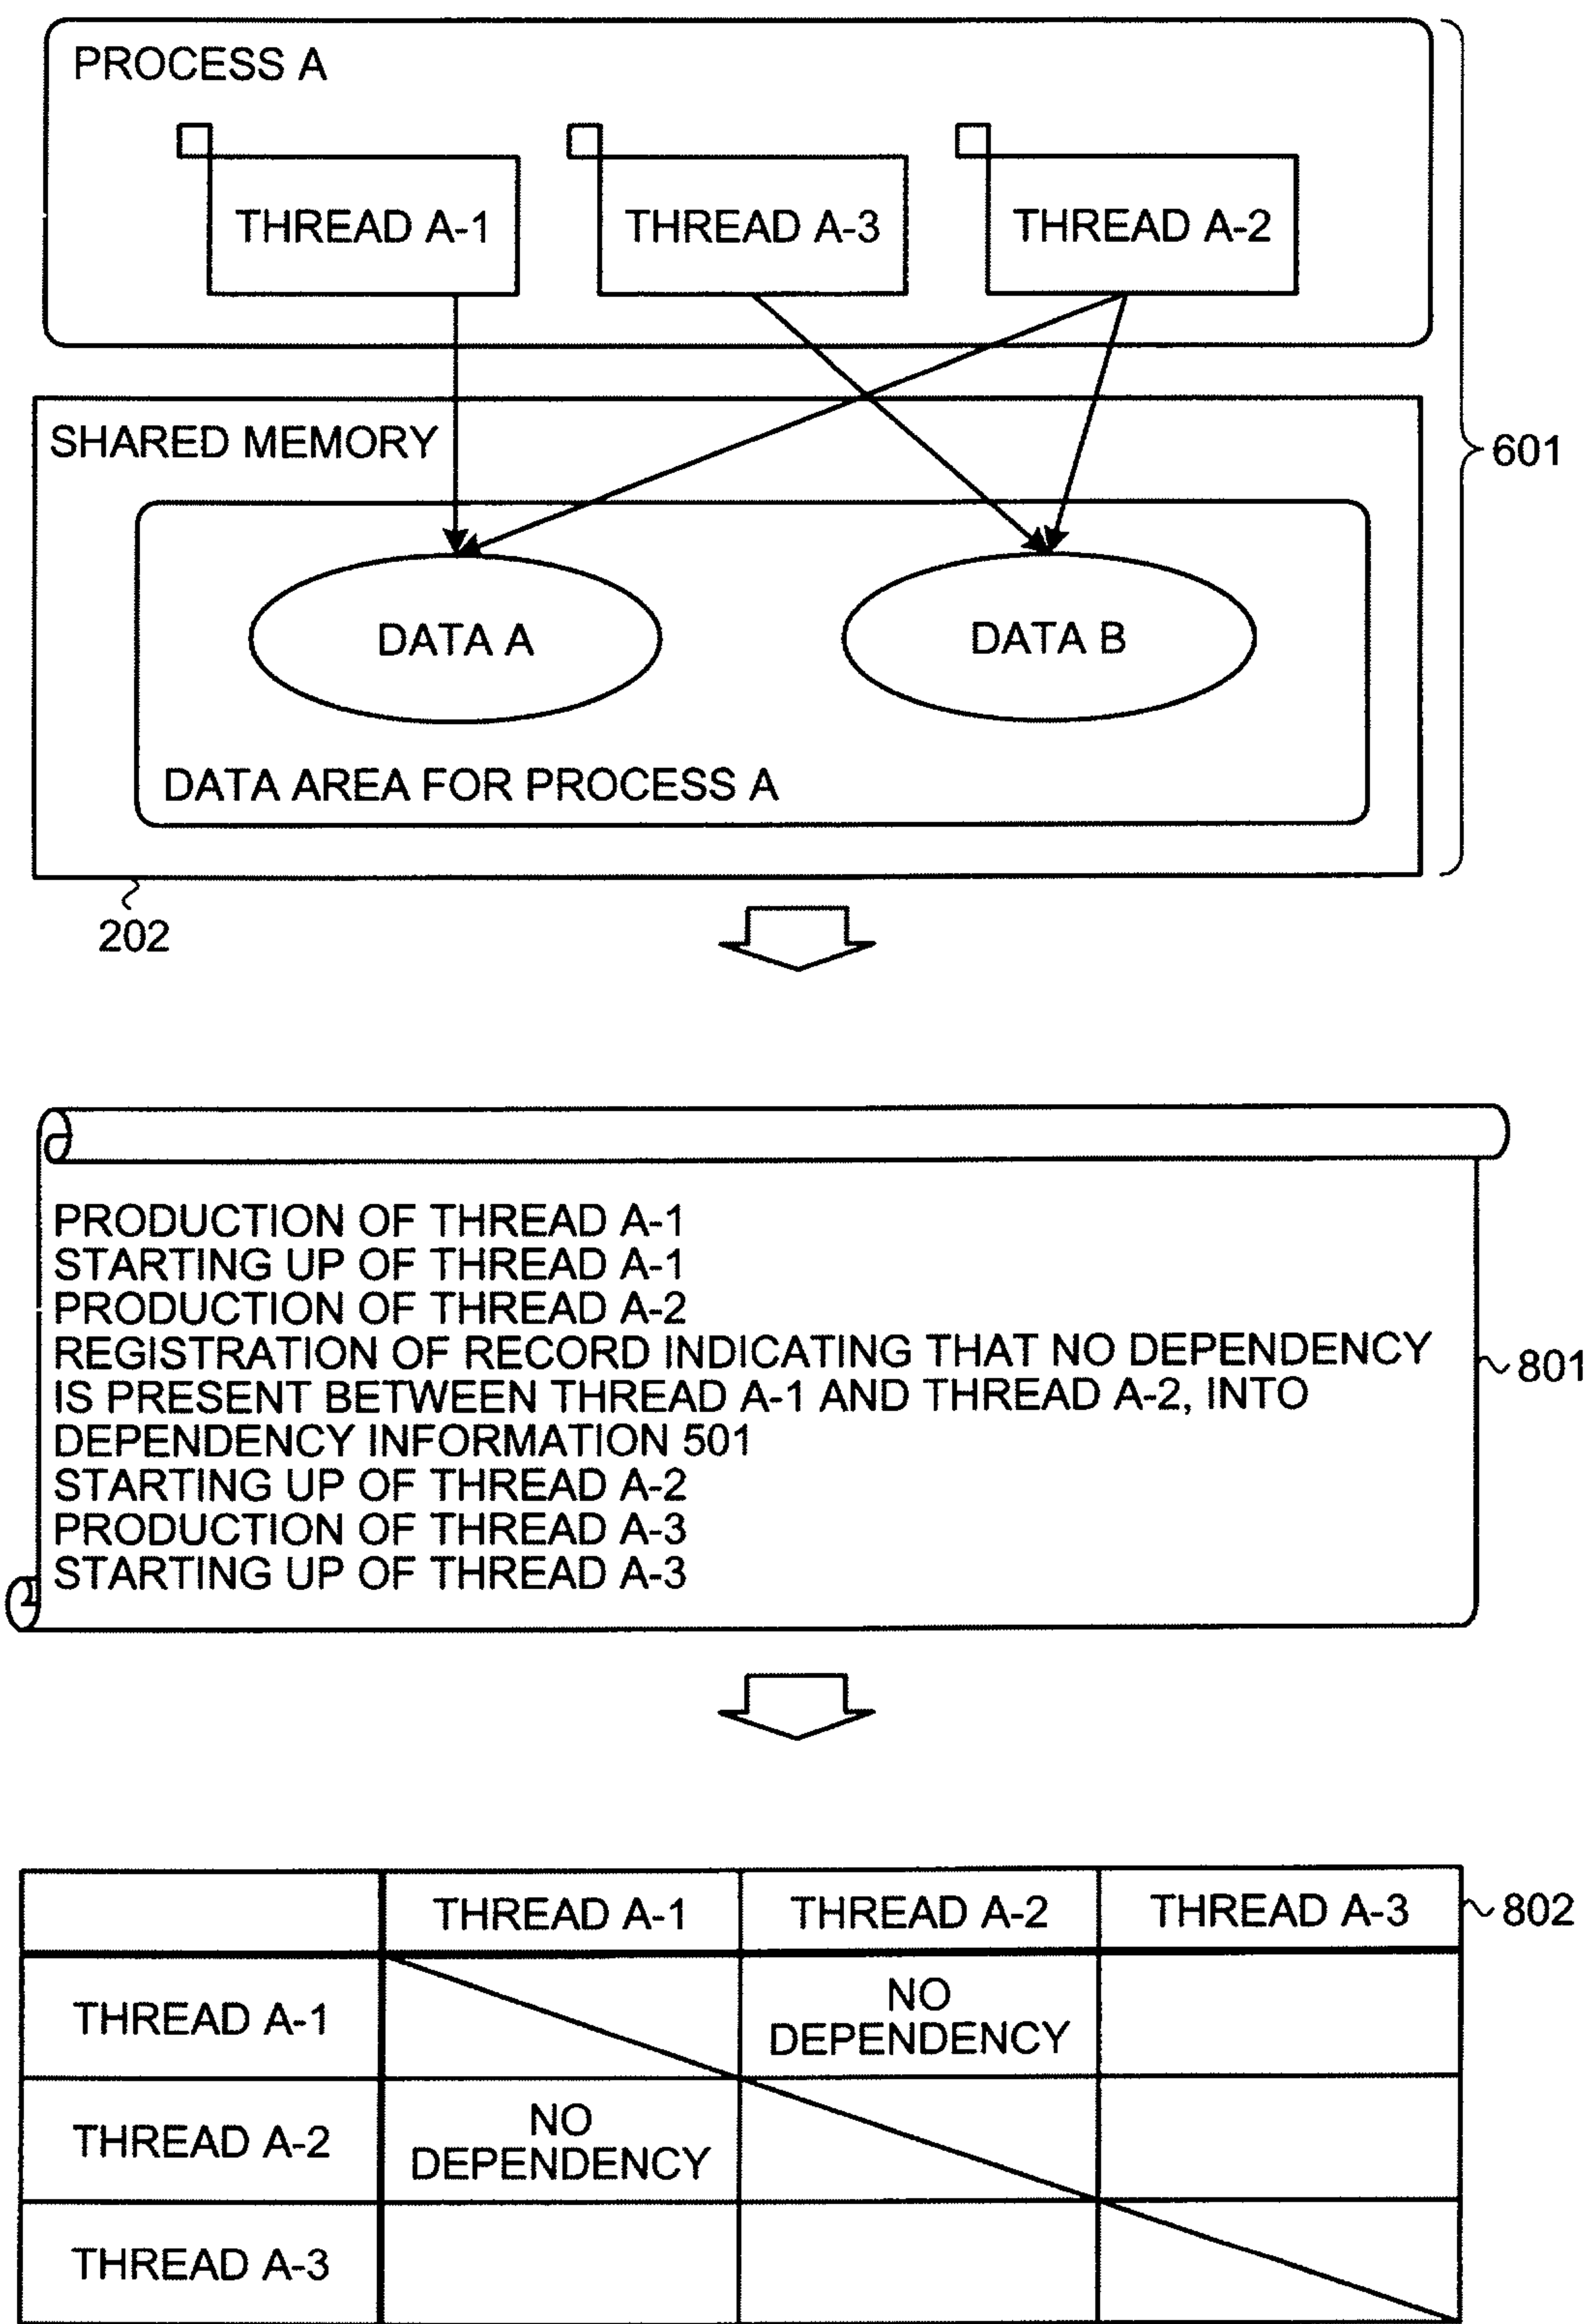 PROCESS A
THREAD A-1
THREAD A-3
THREAD A-2
SHARED MEMORY
601
DATA A
DATA B
DATA AREA FOR PROCESS A
202
PRODUCTION OF THREAD A-1
STARTING UP OF THREAD A-1
PRODUCTION OF THREAD A-2
REGISTRATION OF RECORD INDICATING THAT NO DEPENDENCY
IS PRESENT BETWEEN THREAD A-1 AND THREAD A-2, INTO
DEPENDENCY INFORMATION 501
STARTING UP OF THREAD A-2
PRODUCTION OF THREAD A-3
STARTING UP OF THREAD A-3
801
THREAD A-1
THREAD A-2
THREAD A-3
802
THREAD A-1
NO
DEPENDENCY
THREAD A-2
NO
DEPENDENCY
THREAD A-3